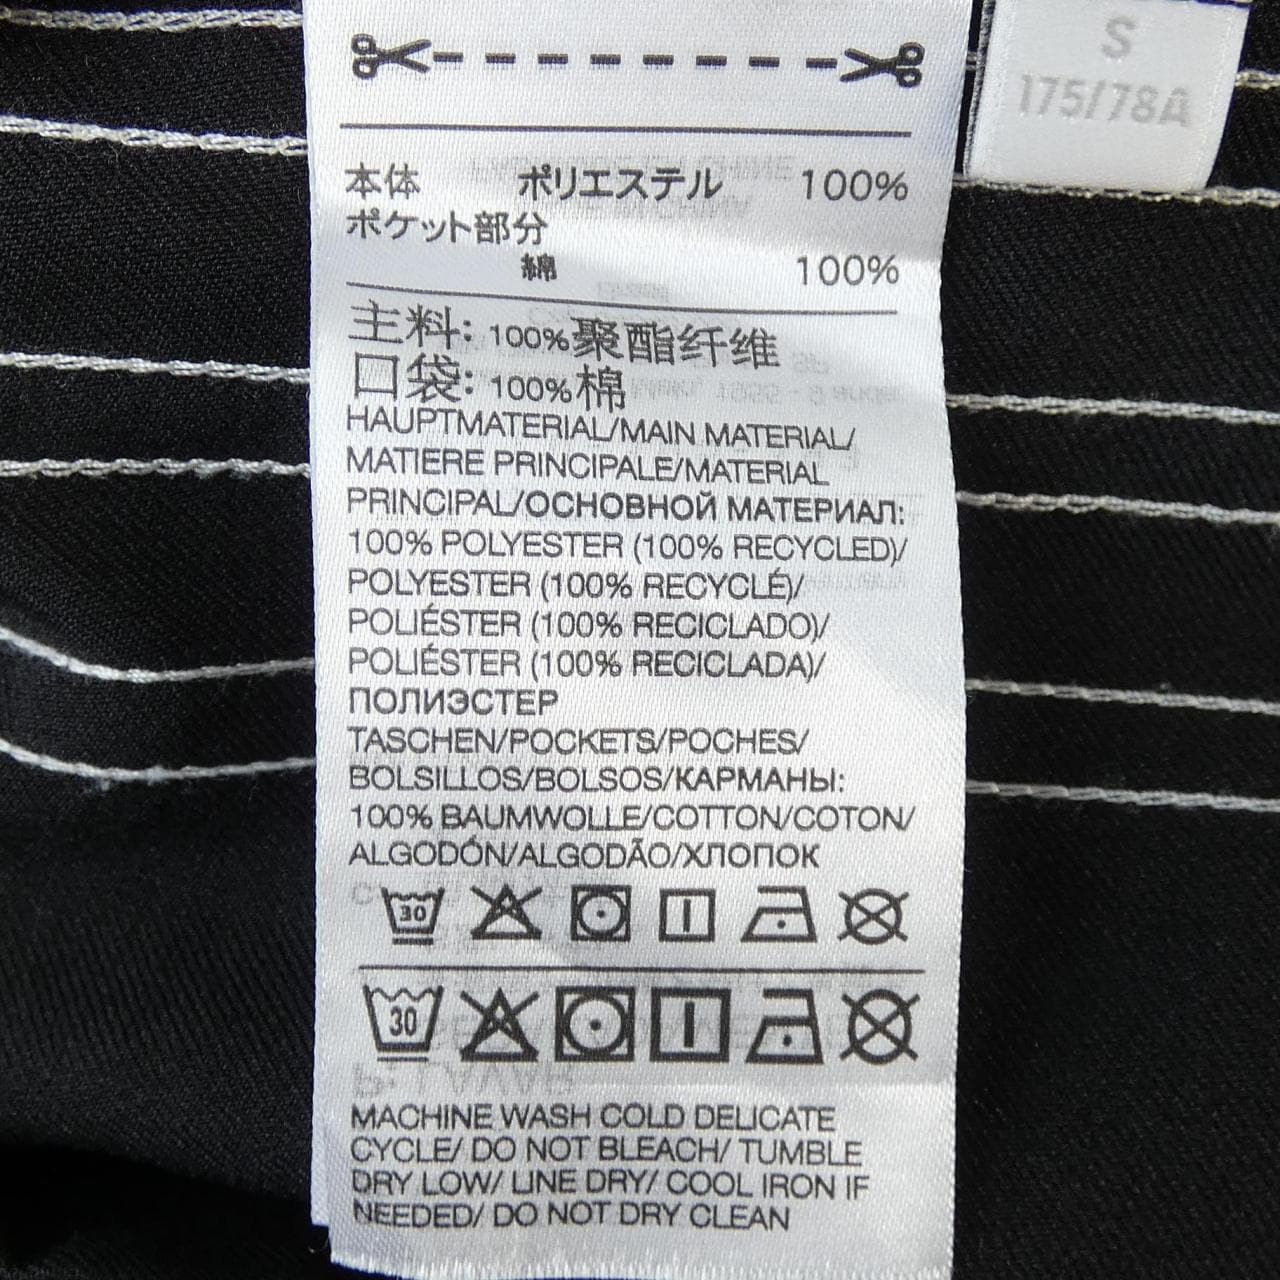 S
175/78A
本体 ポリエステル 100%
ポケット部分
綿 100%
主料: 100%聚酯纤维
口袋: 100%棉
HAUPTMATERIAL/MAIN MATERIAL/
MATIERE PRINCIPALE/MATERIAL
PRINCIPAL/ОСНОВНОЙ МАТЕРИАЛ:
100% POLYESTER (100% RECYCLED)/
POLYESTER (100% RECYCLÉ)/
POLIÉSTER (100% RECICLADO)/
POLIÉSTER (100% RECICLADA)/
ПОЛИЭСТЕР
TASCHEN/POCKETS/POCHES/
BOLSILLOS/BOLSOS/КАРМАНЫ:
100% BAUMWOLLE/COTTON/COTON/
ALGODÓN/ALGODÃO/ХЛОПОК
30
30
MACHINE WASH COLD DELICATE
CYCLE/ DO NOT BLEACH/ TUMBLE
DRY LOW/ LINE DRY/ COOL IRON IF
NEEDED/ DO NOT DRY CLEAN